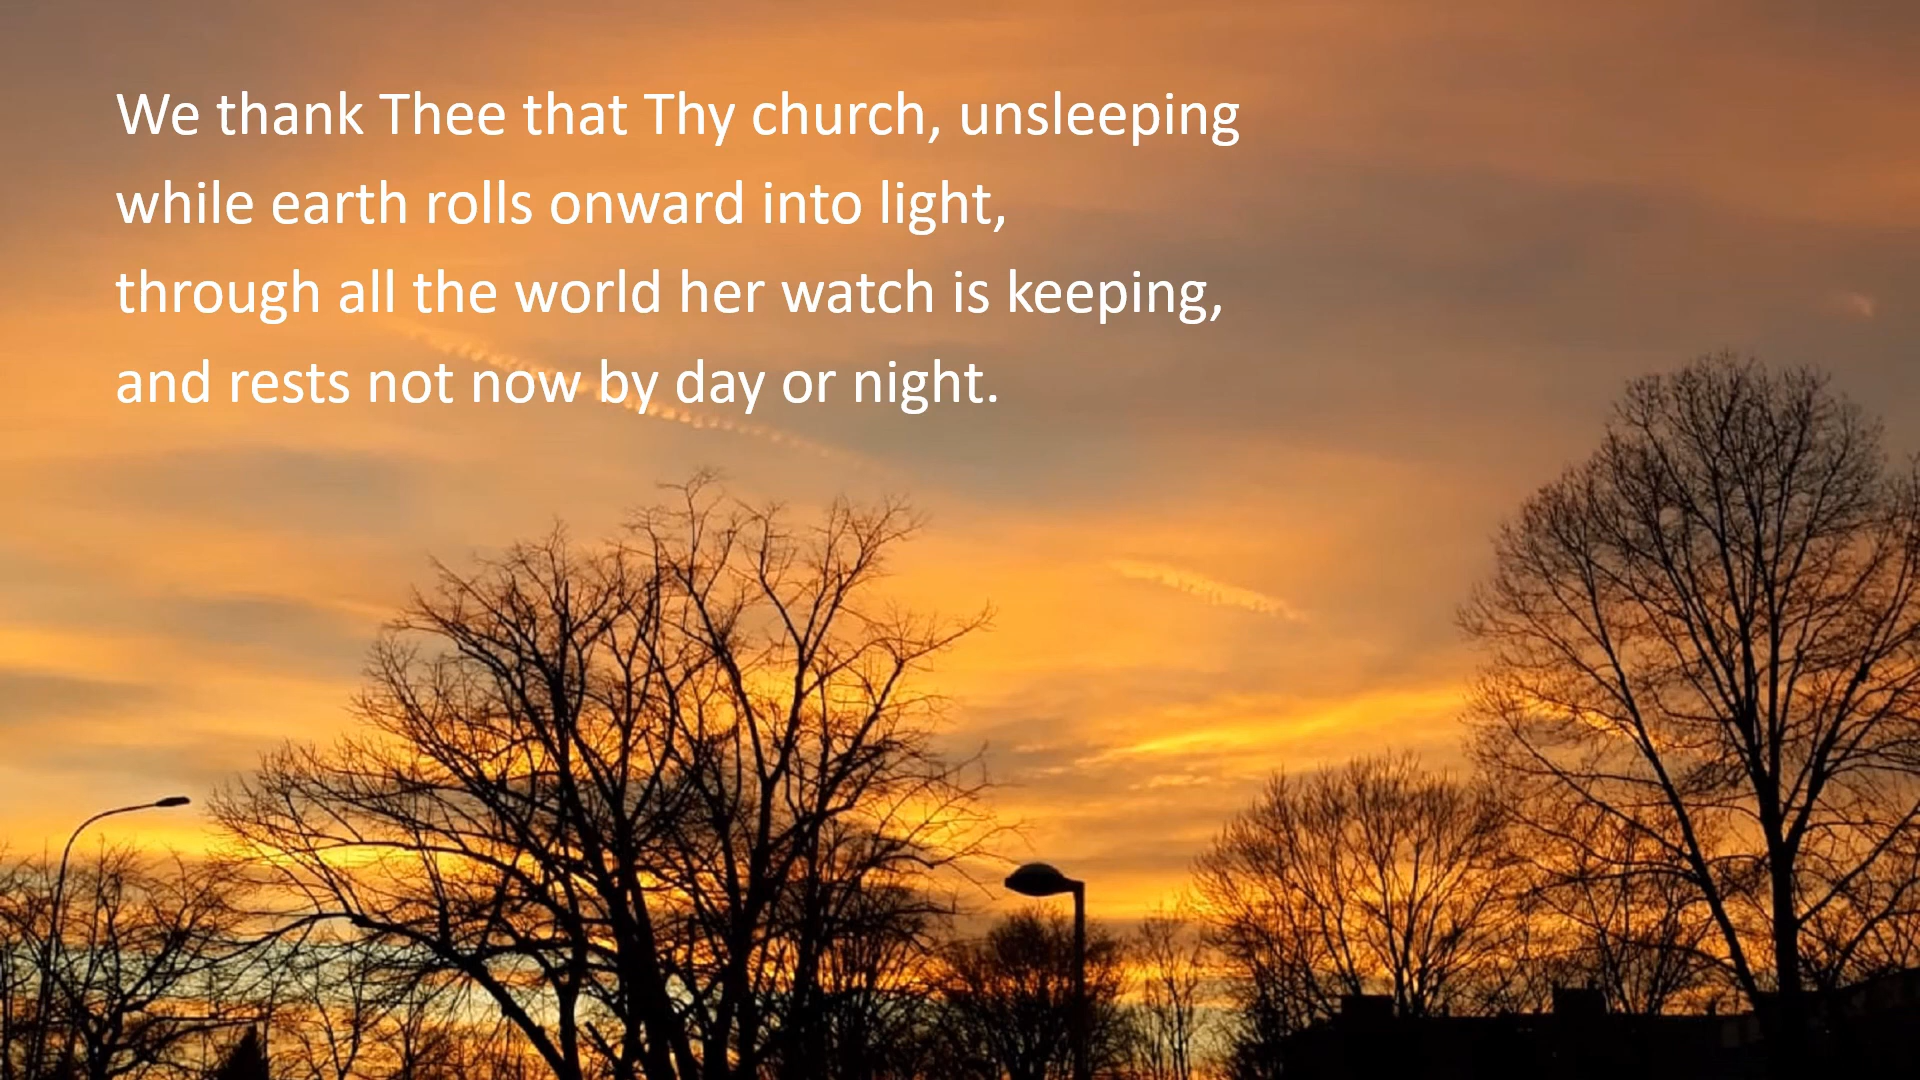 We thank Thee that Thy church, unsleeping
while earth rolls onward into light,
through all the world her watch is keeping,
and rests not now by day or night.